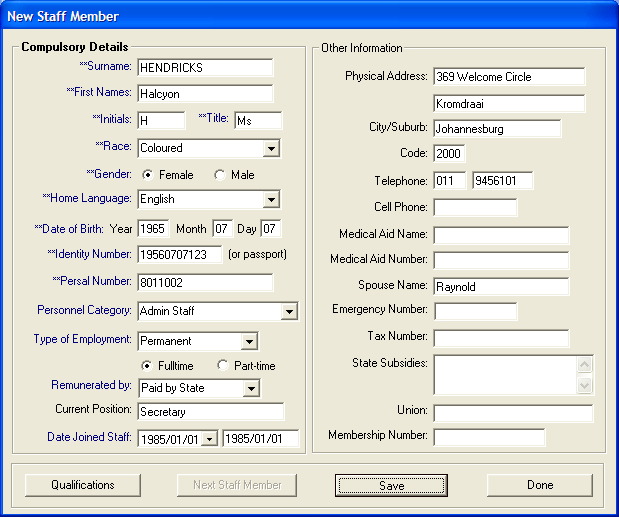 New Staff Member
Compulsory Details
**Surname: HENDRICKS
**First Names: Halcyon
**Initials: H **Title: Ms
**Race: Coloured
**Gender: Female Male
**Home Language: English
**Date of Birth: Year 1965 Month 07 Day 07
**Identity Number: 19560707123 (or passport)
**Persal Number: 8011002
Personnel Category: Admin Staff
Type of Employment: Permanent
Fulltime Part-time
Remunerated by: Paid by State
Current Position: Secretary
Date Joined Staff: 1985/01/01 1985/01/01
Other Information
Physical Address: 369 Welcome Circle
Kromdraai
City/Suburb: Johannesburg
Code: 2000
Telephone: 011 9456101
Cell Phone:
Medical Aid Name:
Medical Aid Number:
Spouse Name: Raynold
Emergency Number:
Tax Number:
State Subsidies:
Union:
Membership Number:
Qualifications Next Staff Member Save Done